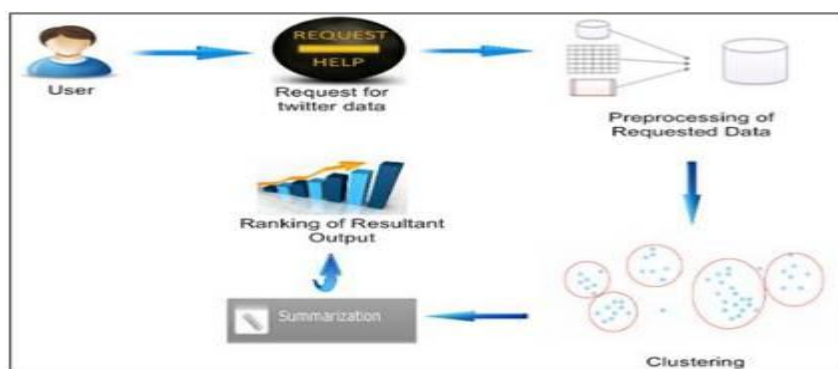 REQUEST
HELP
User
Request for
twitter data
Preprocessing of
Requested Data
Ranking of Resultant
Output
Summarization
Clustering